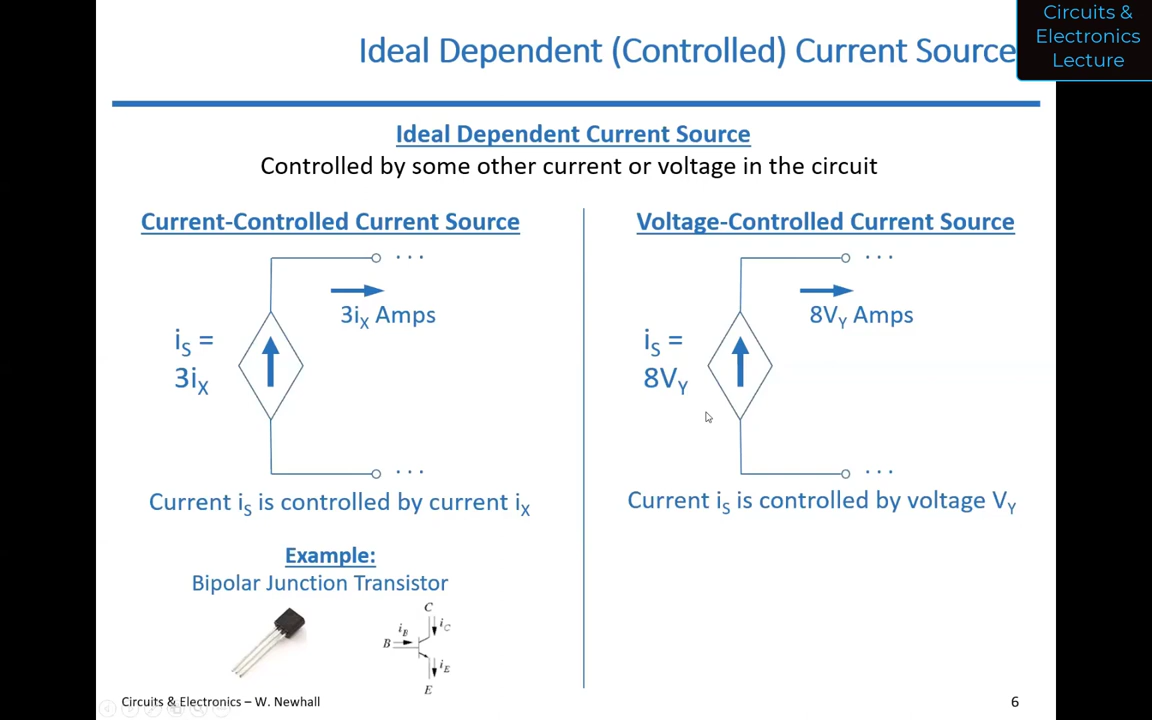 Circuits &
Electronics
Lecture
Ideal Dependent (Controlled) Current Source
Ideal Dependent Current Source
Controlled by some other current or voltage in the circuit
Current-Controlled Current Source
. . .
3iX Amps
iS =
3iX
. . .
Current iS is controlled by current iX
Example:
Bipolar Junction Transistor
C
iB
iC
B
iE
E
Voltage-Controlled Current Source
. . .
8VY Amps
iS =
8VY
. . .
Current iS is controlled by voltage VY
Circuits & Electronics – W. Newhall
6